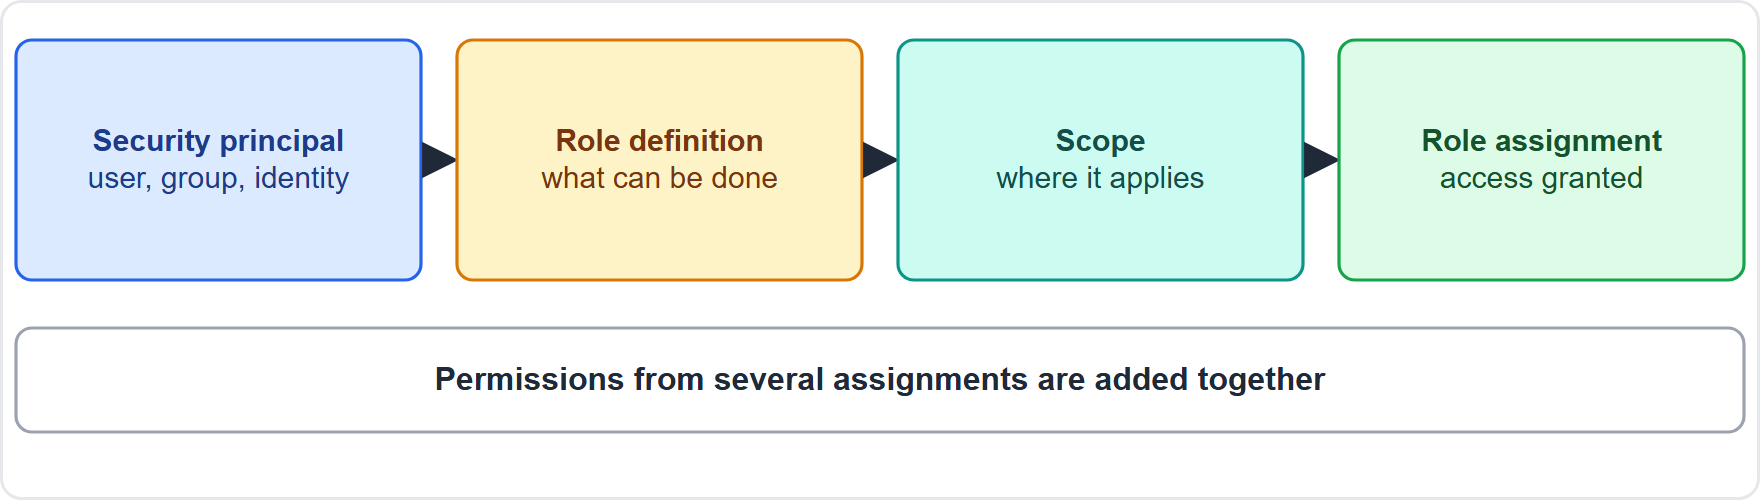 Security principal
user, group, identity
Role definition
what can be done
Scope
where it applies
Role assignment
access granted
Permissions from several assignments are added together